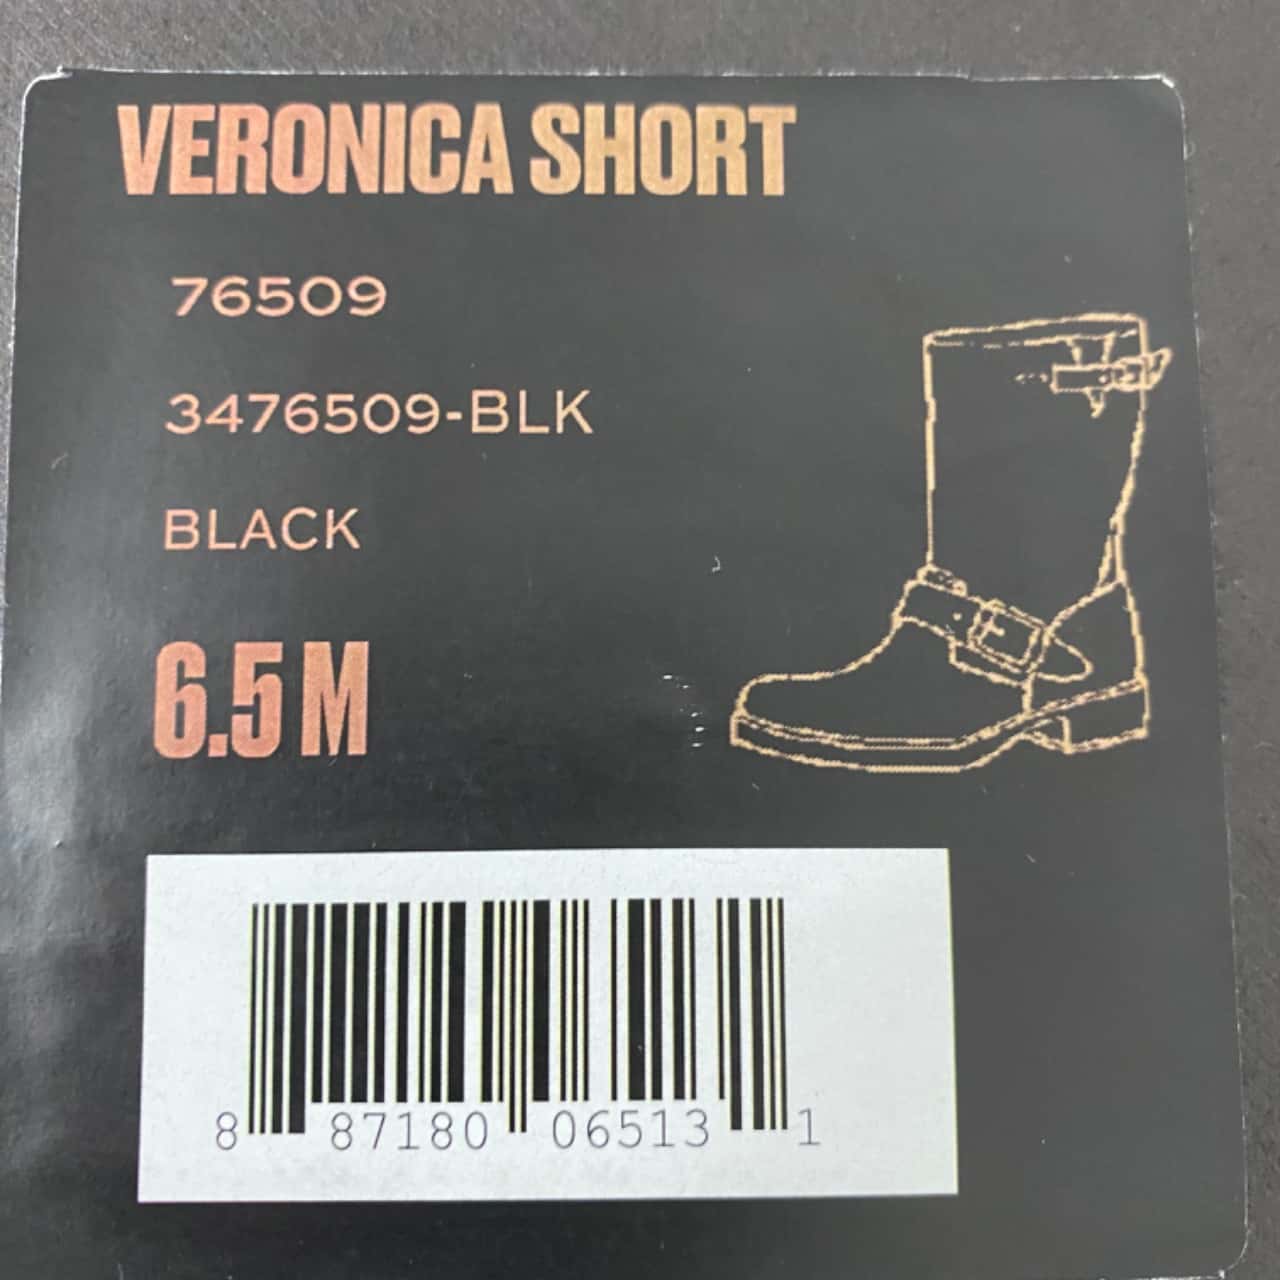 VERONICA SHORT
76509
3476509-BLK
BLACK
6.5 M
8 87180 06513 1